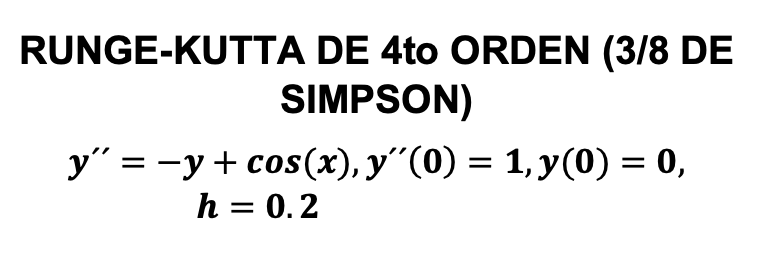 RUNGE-KUTTA DE 4to ORDEN (3/8 DE
SIMPSON)
y´´ = −y + cos(x), y´´(0) = 1, y(0) = 0,
h = 0.2